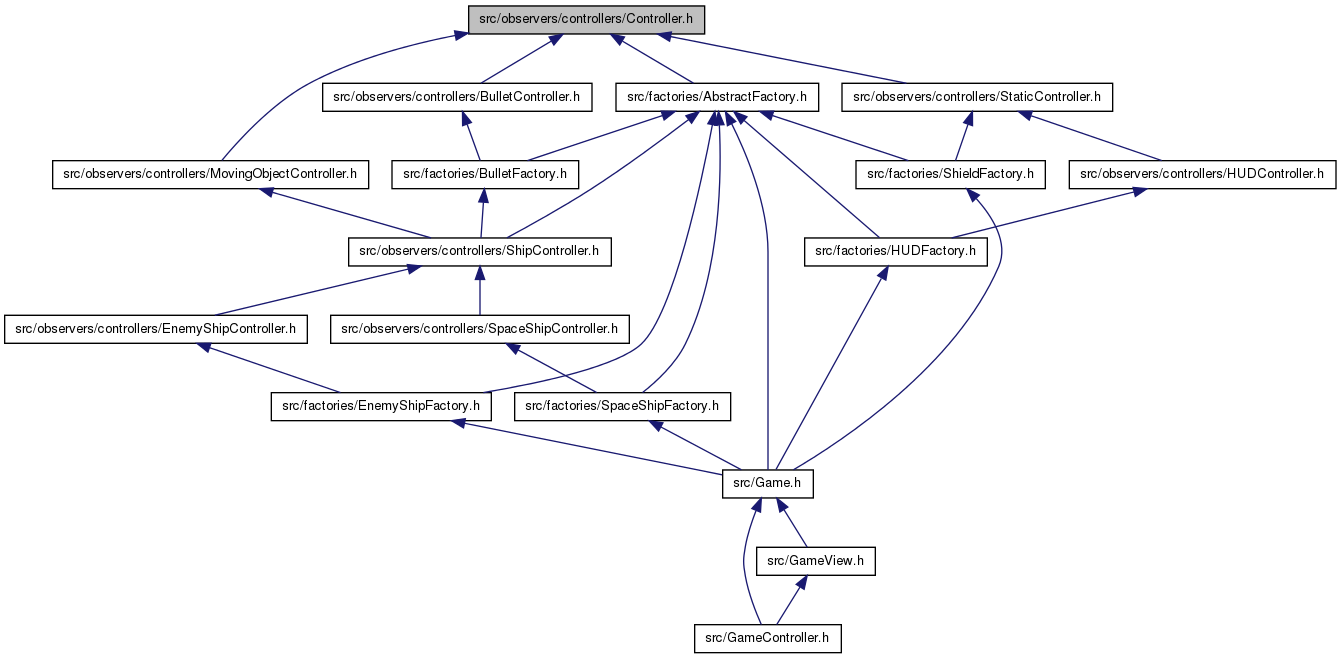 src/observers/controllers/Controller.h
src/observers/controllers/BulletController.h
src/factories/AbstractFactory.h
src/observers/controllers/StaticController.h
src/observers/controllers/MovingObjectController.h
src/factories/BulletFactory.h
src/factories/ShieldFactory.h
src/observers/controllers/HUDController.h
src/observers/controllers/ShipController.h
src/factories/HUDFactory.h
src/observers/controllers/EnemyShipController.h
src/observers/controllers/SpaceShipController.h
src/factories/EnemyShipFactory.h
src/factories/SpaceShipFactory.h
src/Game.h
src/GameView.h
src/GameController.h